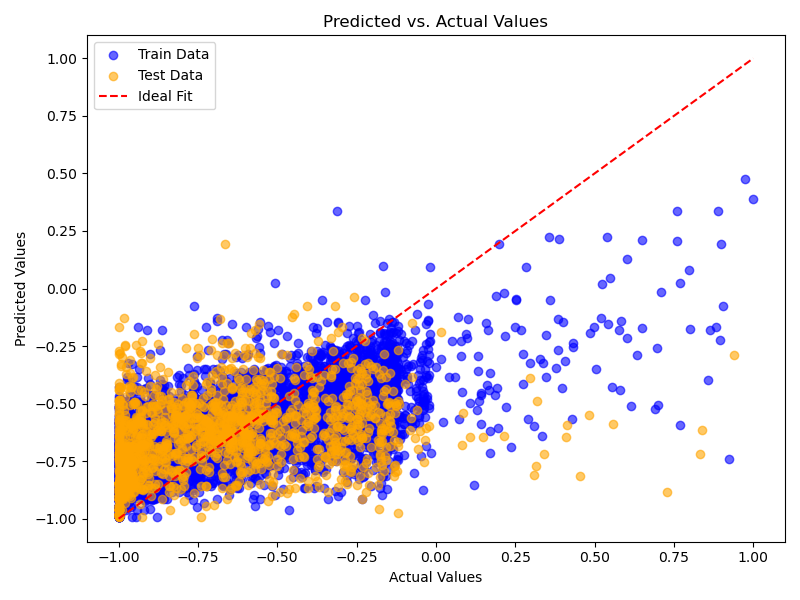 Predicted vs. Actual Values
Train Data
Test Data
Ideal Fit
1.00
0.75
0.50
0.25
0.00
−0.25
−0.50
−0.75
−1.00
Predicted Values
−1.00 −0.75 −0.50 −0.25 0.00 0.25 0.50 0.75 1.00
Actual Values